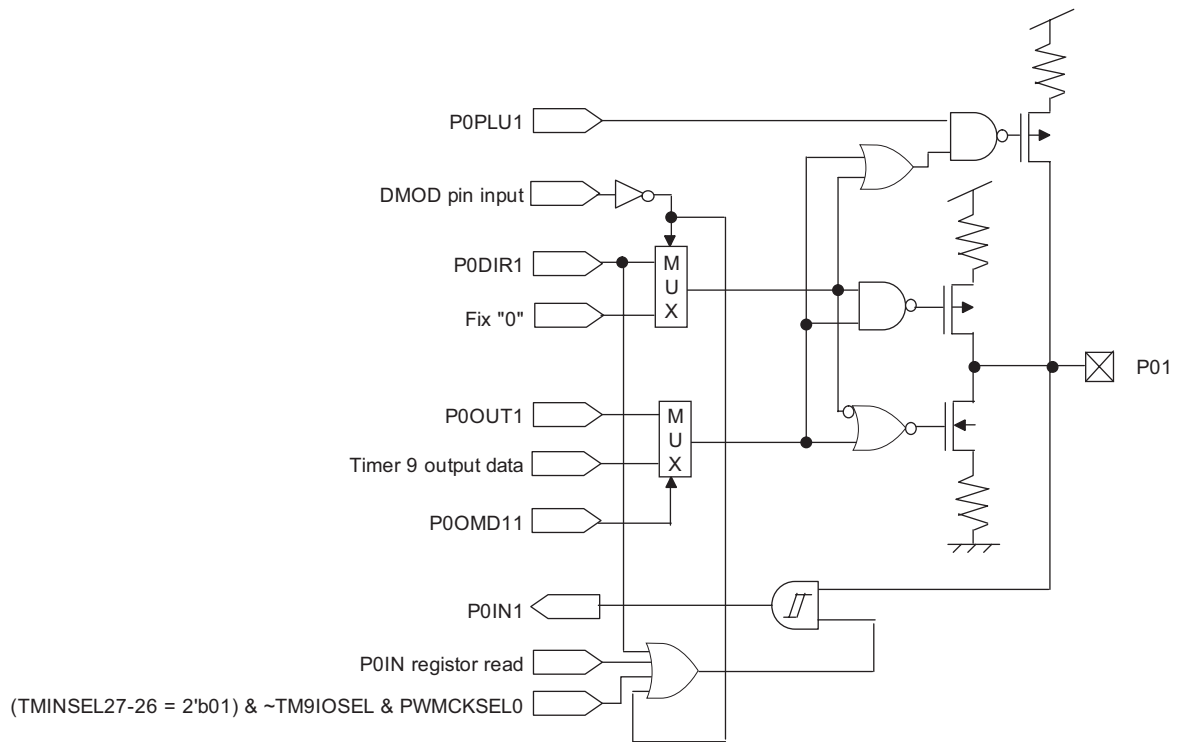 P0PLU1
DMOD pin input
P0DIR1
M
U
X
Fix "0"
P01
P0OUT1
M
U
X
Timer 9 output data
P0OMD11
P0IN1
P0IN registor read
(TMINSEL27-26 = 2'b01) & ~TM9IOSEL & PWMCKSEL0